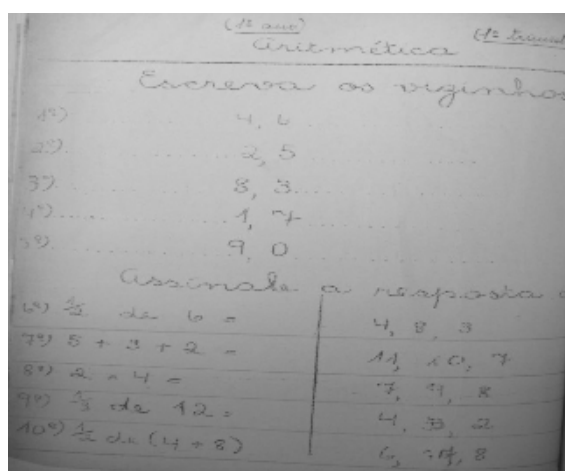 (1º ano) (1º trimest
Aritmética
Escreva os vizinhos
1º) 4, 6
2º) 2, 5
3º) 8, 3
4º) 1, 7
5º) 9, 0
Assinale a resposta c
6º) 1/2 de 6 = 4, 8, 3
7º) 5 + 3 + 2 = 11, 10, 7
8º) 2 × 4 = 7, 9, 8
9º) 1/3 de 12 = 4, 3, 2
10º) 1/2 de (4 + 8) 6, 8